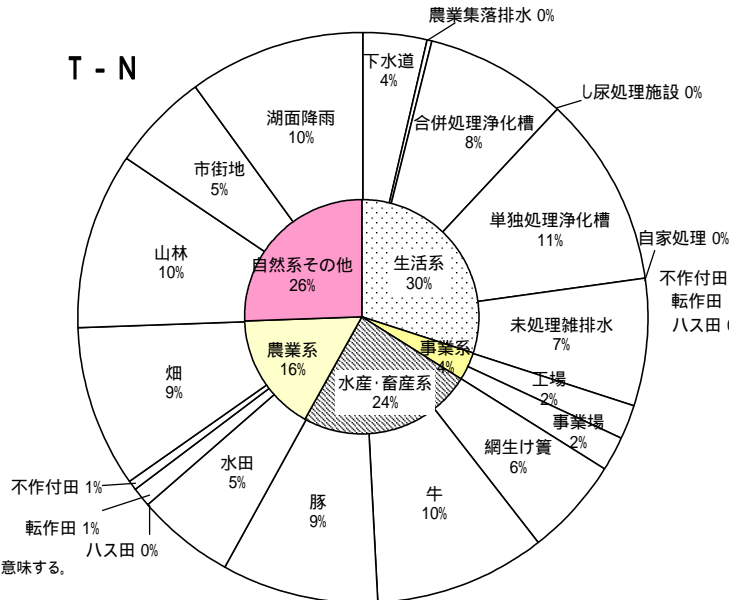 T - N
農業集落排水 0%
下水道
4%
合併処理浄化槽
8%
し尿処理施設 0%
単独処理浄化槽
11%
自家処理 0%
未処理雑排水
7%
工場
2%
事業場
2%
網生け簀
6%
牛
10%
豚
9%
水田
5%
ハス田 0%
転作田 1%
不作付田 1%
畑
9%
山林
10%
市街地
5%
湖面降雨
10%
生活系
30%
事業系
4%
水産・畜産系
24%
農業系
16%
自然系その他
26%
不作付田
転作田
ハス田
意味する。